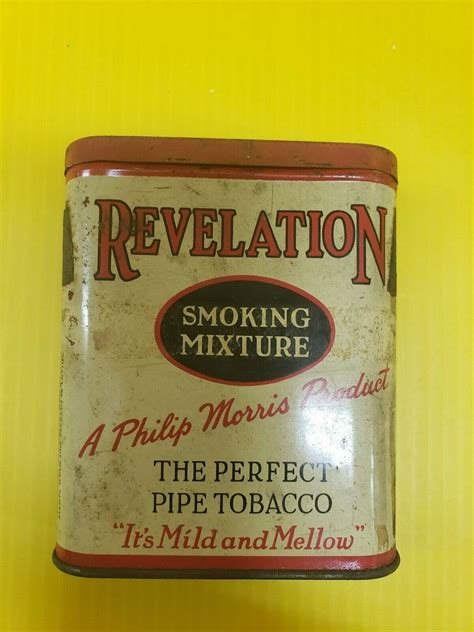 REVELATION
SMOKING
MIXTURE
A Philip Morris Product
THE PERFECT
PIPE TOBACCO
"It's Mild and Mellow"